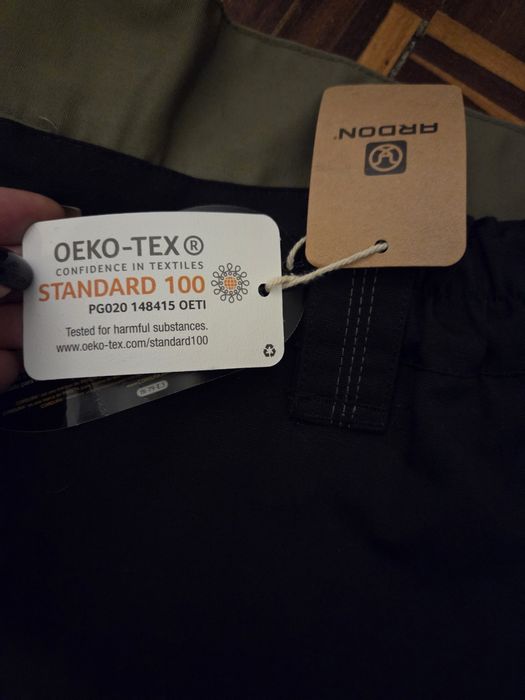 OEKO-TEX®
CONFIDENCE IN TEXTILES
STANDARD 100
PG020 148415 OETI
Tested for harmful substances.
www.oeko-tex.com/standard100
ARDON®